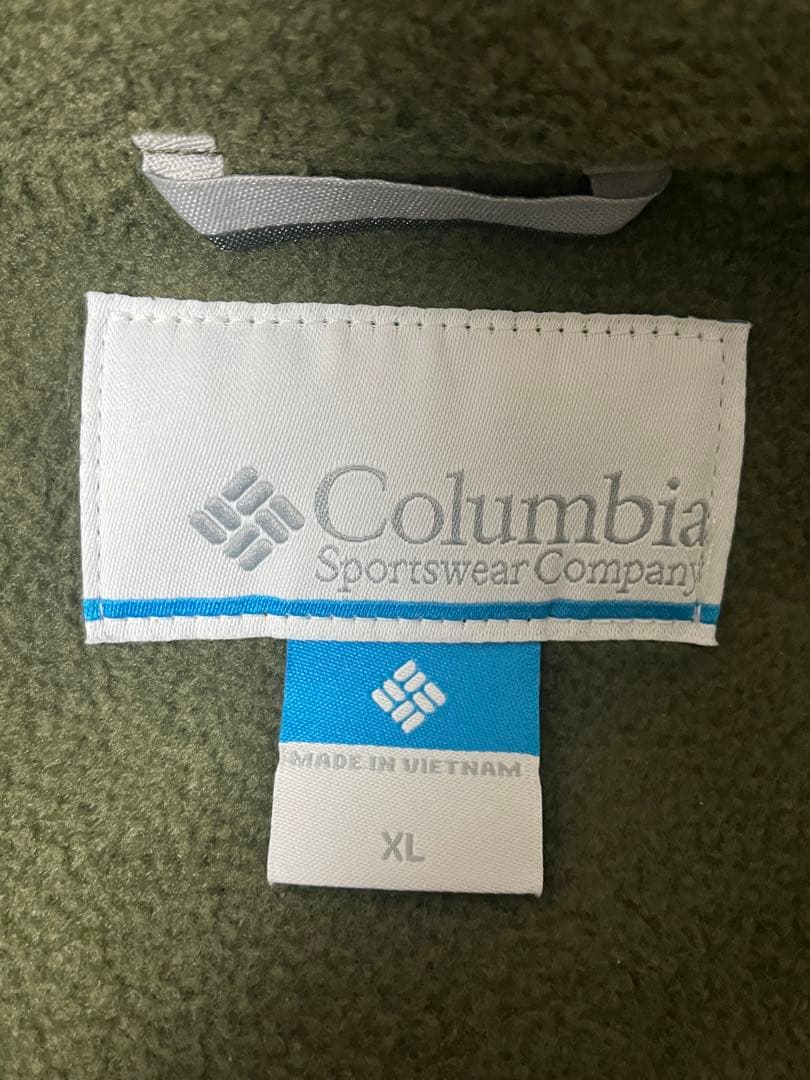 Columbia
Sportswear Company
MADE IN VIETNAM
XL